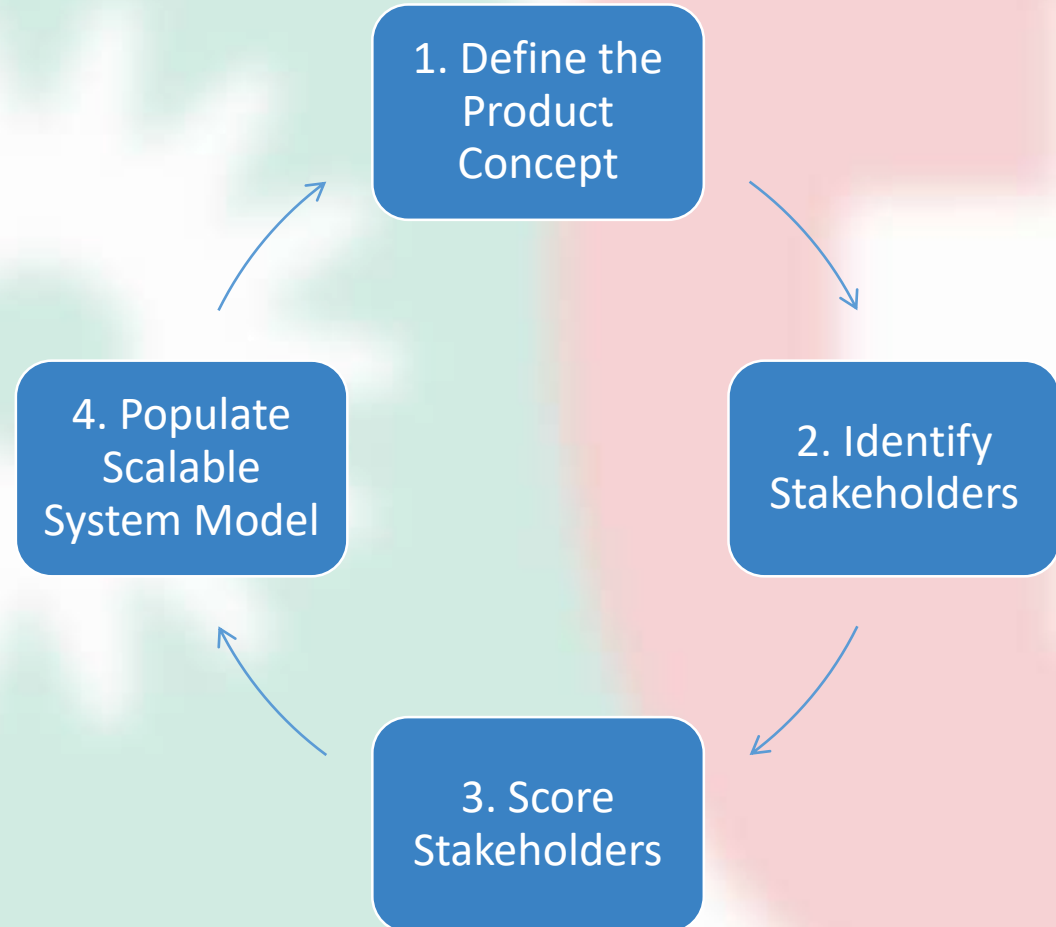 1. Define the
Product
Concept
2. Identify
Stakeholders
3. Score
Stakeholders
4. Populate
Scalable
System Model